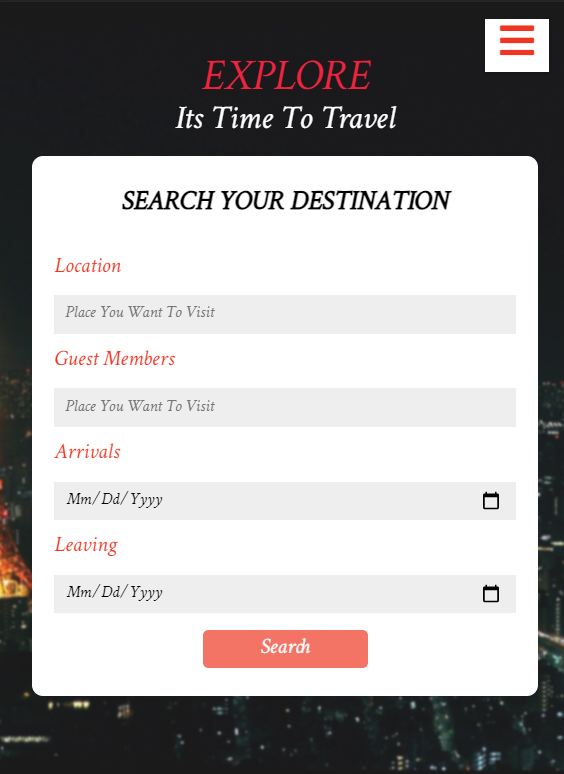 EXPLORE
Its Time To Travel
SEARCH YOUR DESTINATION
Location
Place You Want To Visit
Guest Members
Place You Want To Visit
Arrivals
Mm/Dd/Yyyy
Leaving
Mm/Dd/Yyyy
Search